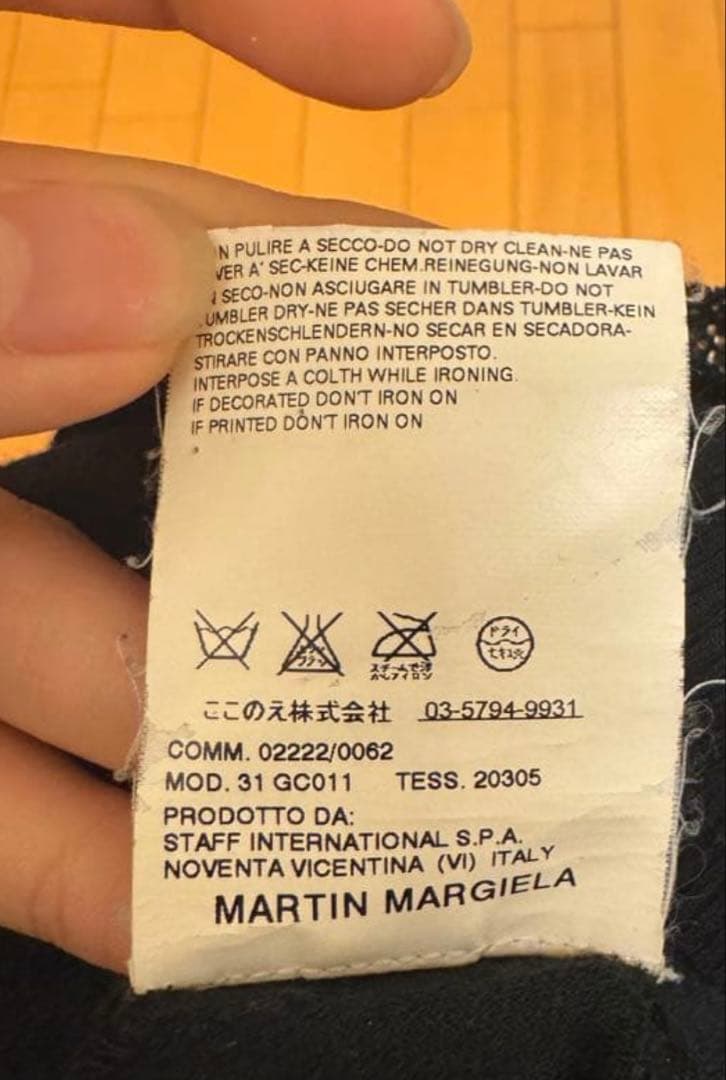 N PULIRE A SECCO-DO NOT DRY CLEAN-NE PAS
VER A' SEC-KEINE CHEM.REINEGUNG-NON LAVAR
SECO-NON ASCIUGARE IN TUMBLER-DO NOT
UMBLER DRY-NE PAS SECHER DANS TUMBLER-KEIN
TROCKENSCHLENDERN-NO SECAR EN SECADORA-
STIRARE CON PANNO INTERPOSTO.
INTERPOSE A COLTH WHILE IRONING.
IF DECORATED DON'T IRON ON
IF PRINTED DON'T IRON ON
ドライ
ここのえ株式会社 03-5794-9931
COMM. 02222/0062
MOD. 31 GC011 TESS. 20305
PRODOTTO DA:
STAFF INTERNATIONAL S.P.A.
NOVENTA VICENTINA (VI) ITALY
MARTIN MARGIELA